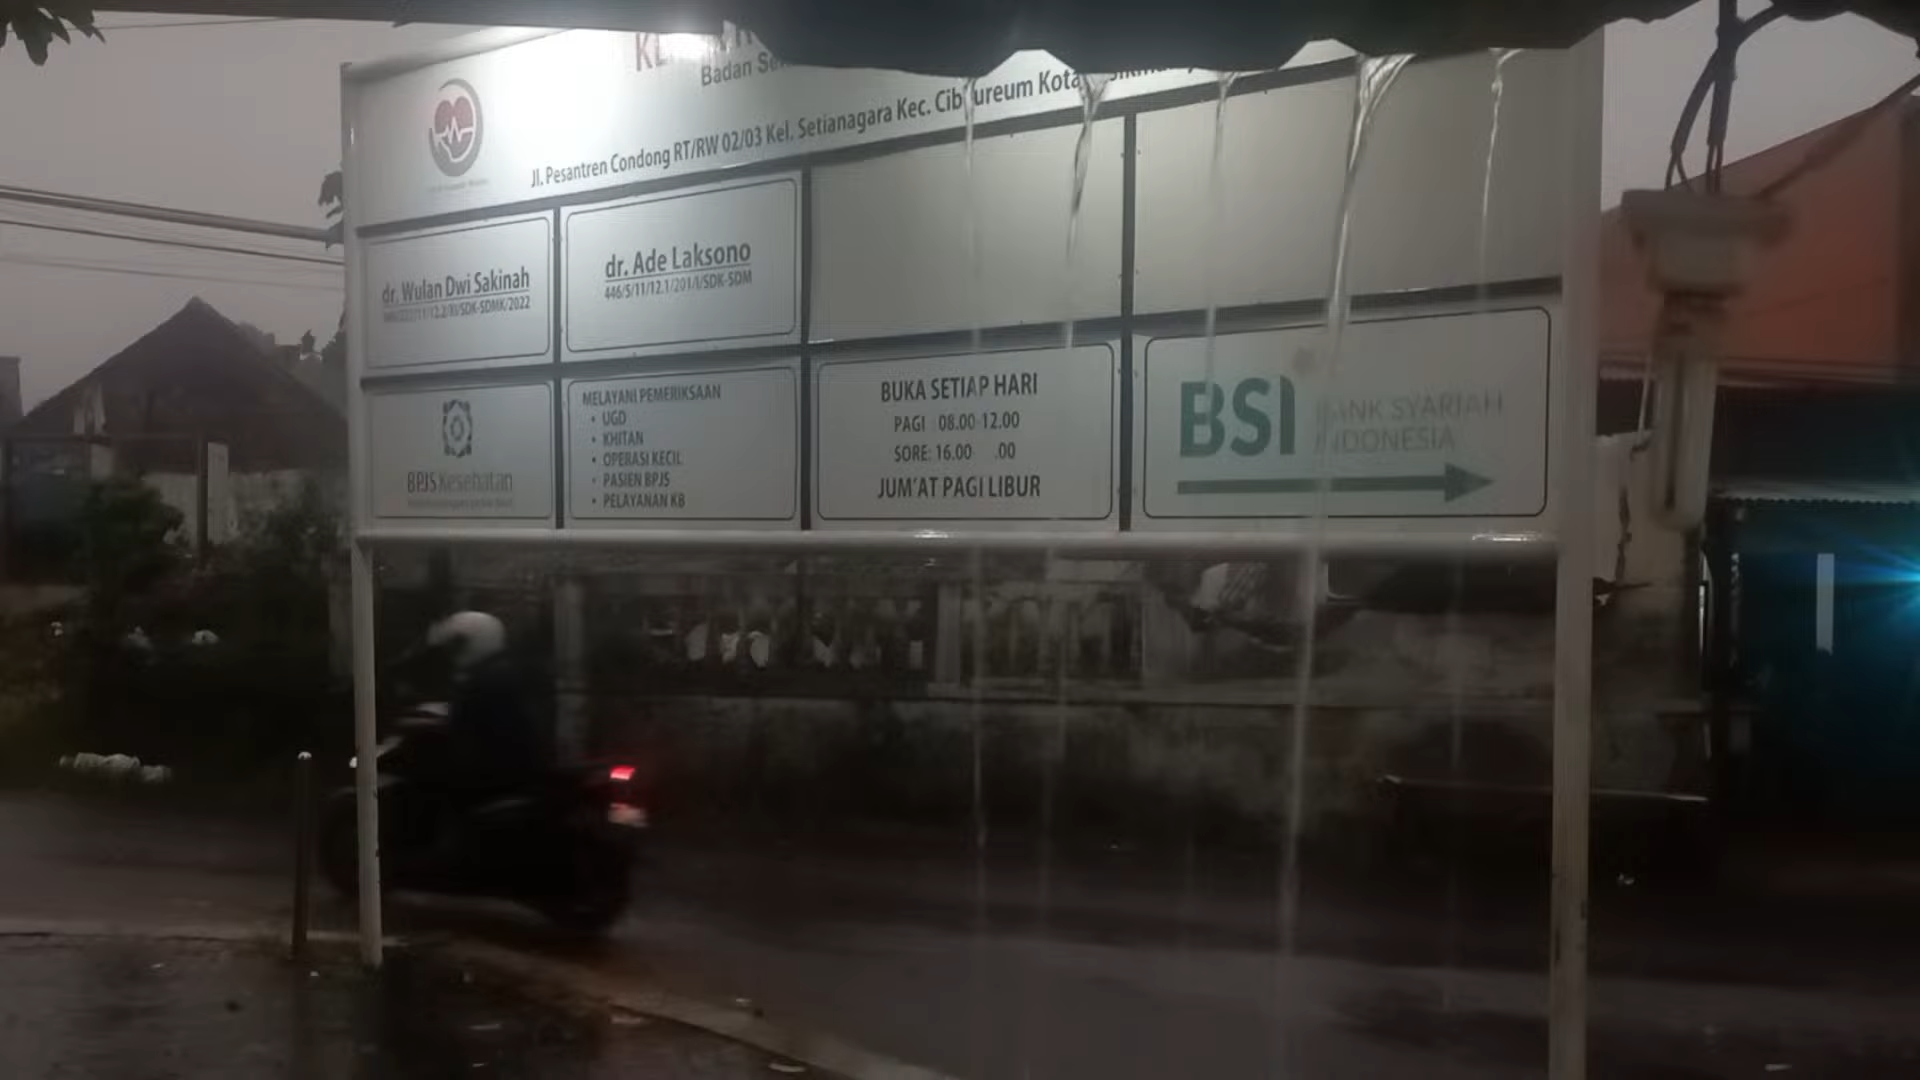 Badan
Jl. Pesantren Condong RT/RW 02/03 Kel. Setianagara Kec. Cibeureum Kota
dr. Wulan Dwi Sakinah
dr. Ade Laksono
446/5/11/12.1/201/I/SDK-SDM
BPJS Kesehatan
MELAYANI PEMERIKSAAN
• UGD
• KHITAN
• OPERASI KECIL
• PASIEN BPJS
• PELAYANAN KB
BUKA SETIAP HARI
PAGI : 08.00-12.00
SORE: 16.00 .00
JUM'AT PAGI LIBUR
BSI BANK SYARIAH
INDONESIA